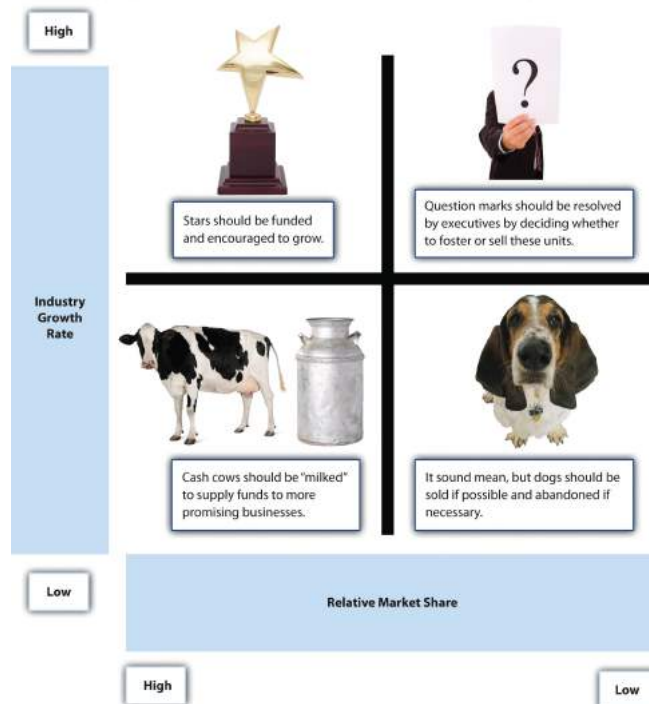 High
?
Stars should be funded
and encouraged to grow.
Question marks should be resolved
by executives by deciding whether
to foster or sell these units.
Industry
Growth
Rate
Cash cows should be "milked"
to supply funds to more
promising businesses.
It sound mean, but dogs should be
sold if possible and abandoned if
necessary.
Low
Relative Market Share
High
Low